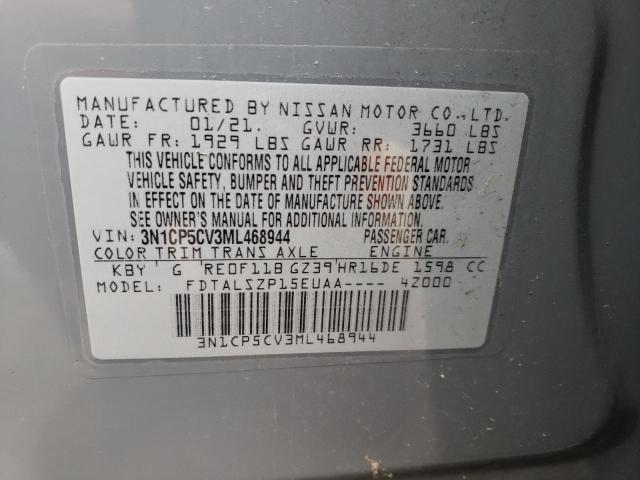 MANUFACTURED BY NISSAN MOTOR CO., LTD.
DATE: 01/21. GVWR: 3660 LBS
GAWR FR: 1929 LBS GAWR RR: 1731 LBS
THIS VEHICLE CONFORMS TO ALL APPLICABLE FEDERAL MOTOR
VEHICLE SAFETY, BUMPER AND THEFT PREVENTION STANDARDS
IN EFFECT ON THE DATE OF MANUFACTURE SHOWN ABOVE.
SEE OWNER'S MANUAL FOR ADDITIONAL INFORMATION.
VIN: 3N1CP5CV3ML468944 PASSENGER CAR.
COLOR TRIM TRANS AXLE ENGINE
KBY G RE0F11B GZ39 HR16DE 1598 CC
MODEL: FDTALSZP15EUAA---- 4Z000
3N1CP5CV3ML468944